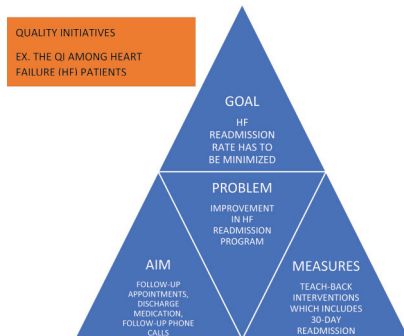 QUALITY INITIATIVES
EX. THE QI AMONG HEART
FAILURE (HF) PATIENTS
GOAL
HF
READMISSION
RATE HAS TO
BE MINIMIZED
PROBLEM
IMPROVEMENT
IN HF
READMISSION
PROGRAM
AIM
FOLLOW-UP
APPOINTMENTS,
DISCHARGE
MEDICATION,
FOLLOW-UP PHONE
CALLS
MEASURES
TEACH-BACK
INTERVENTIONS
WHICH INCLUDES
30-DAY
READMISSION